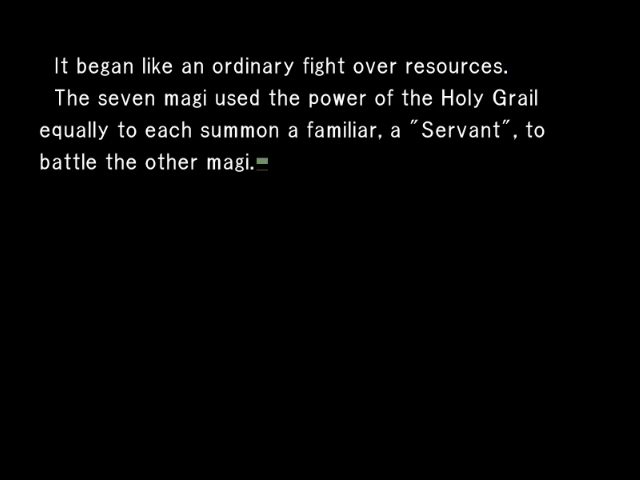 It began like an ordinary fight over resources.
The seven magi used the power of the Holy Grail
equally to each summon a familiar, a "Servant", to
battle the other magi.